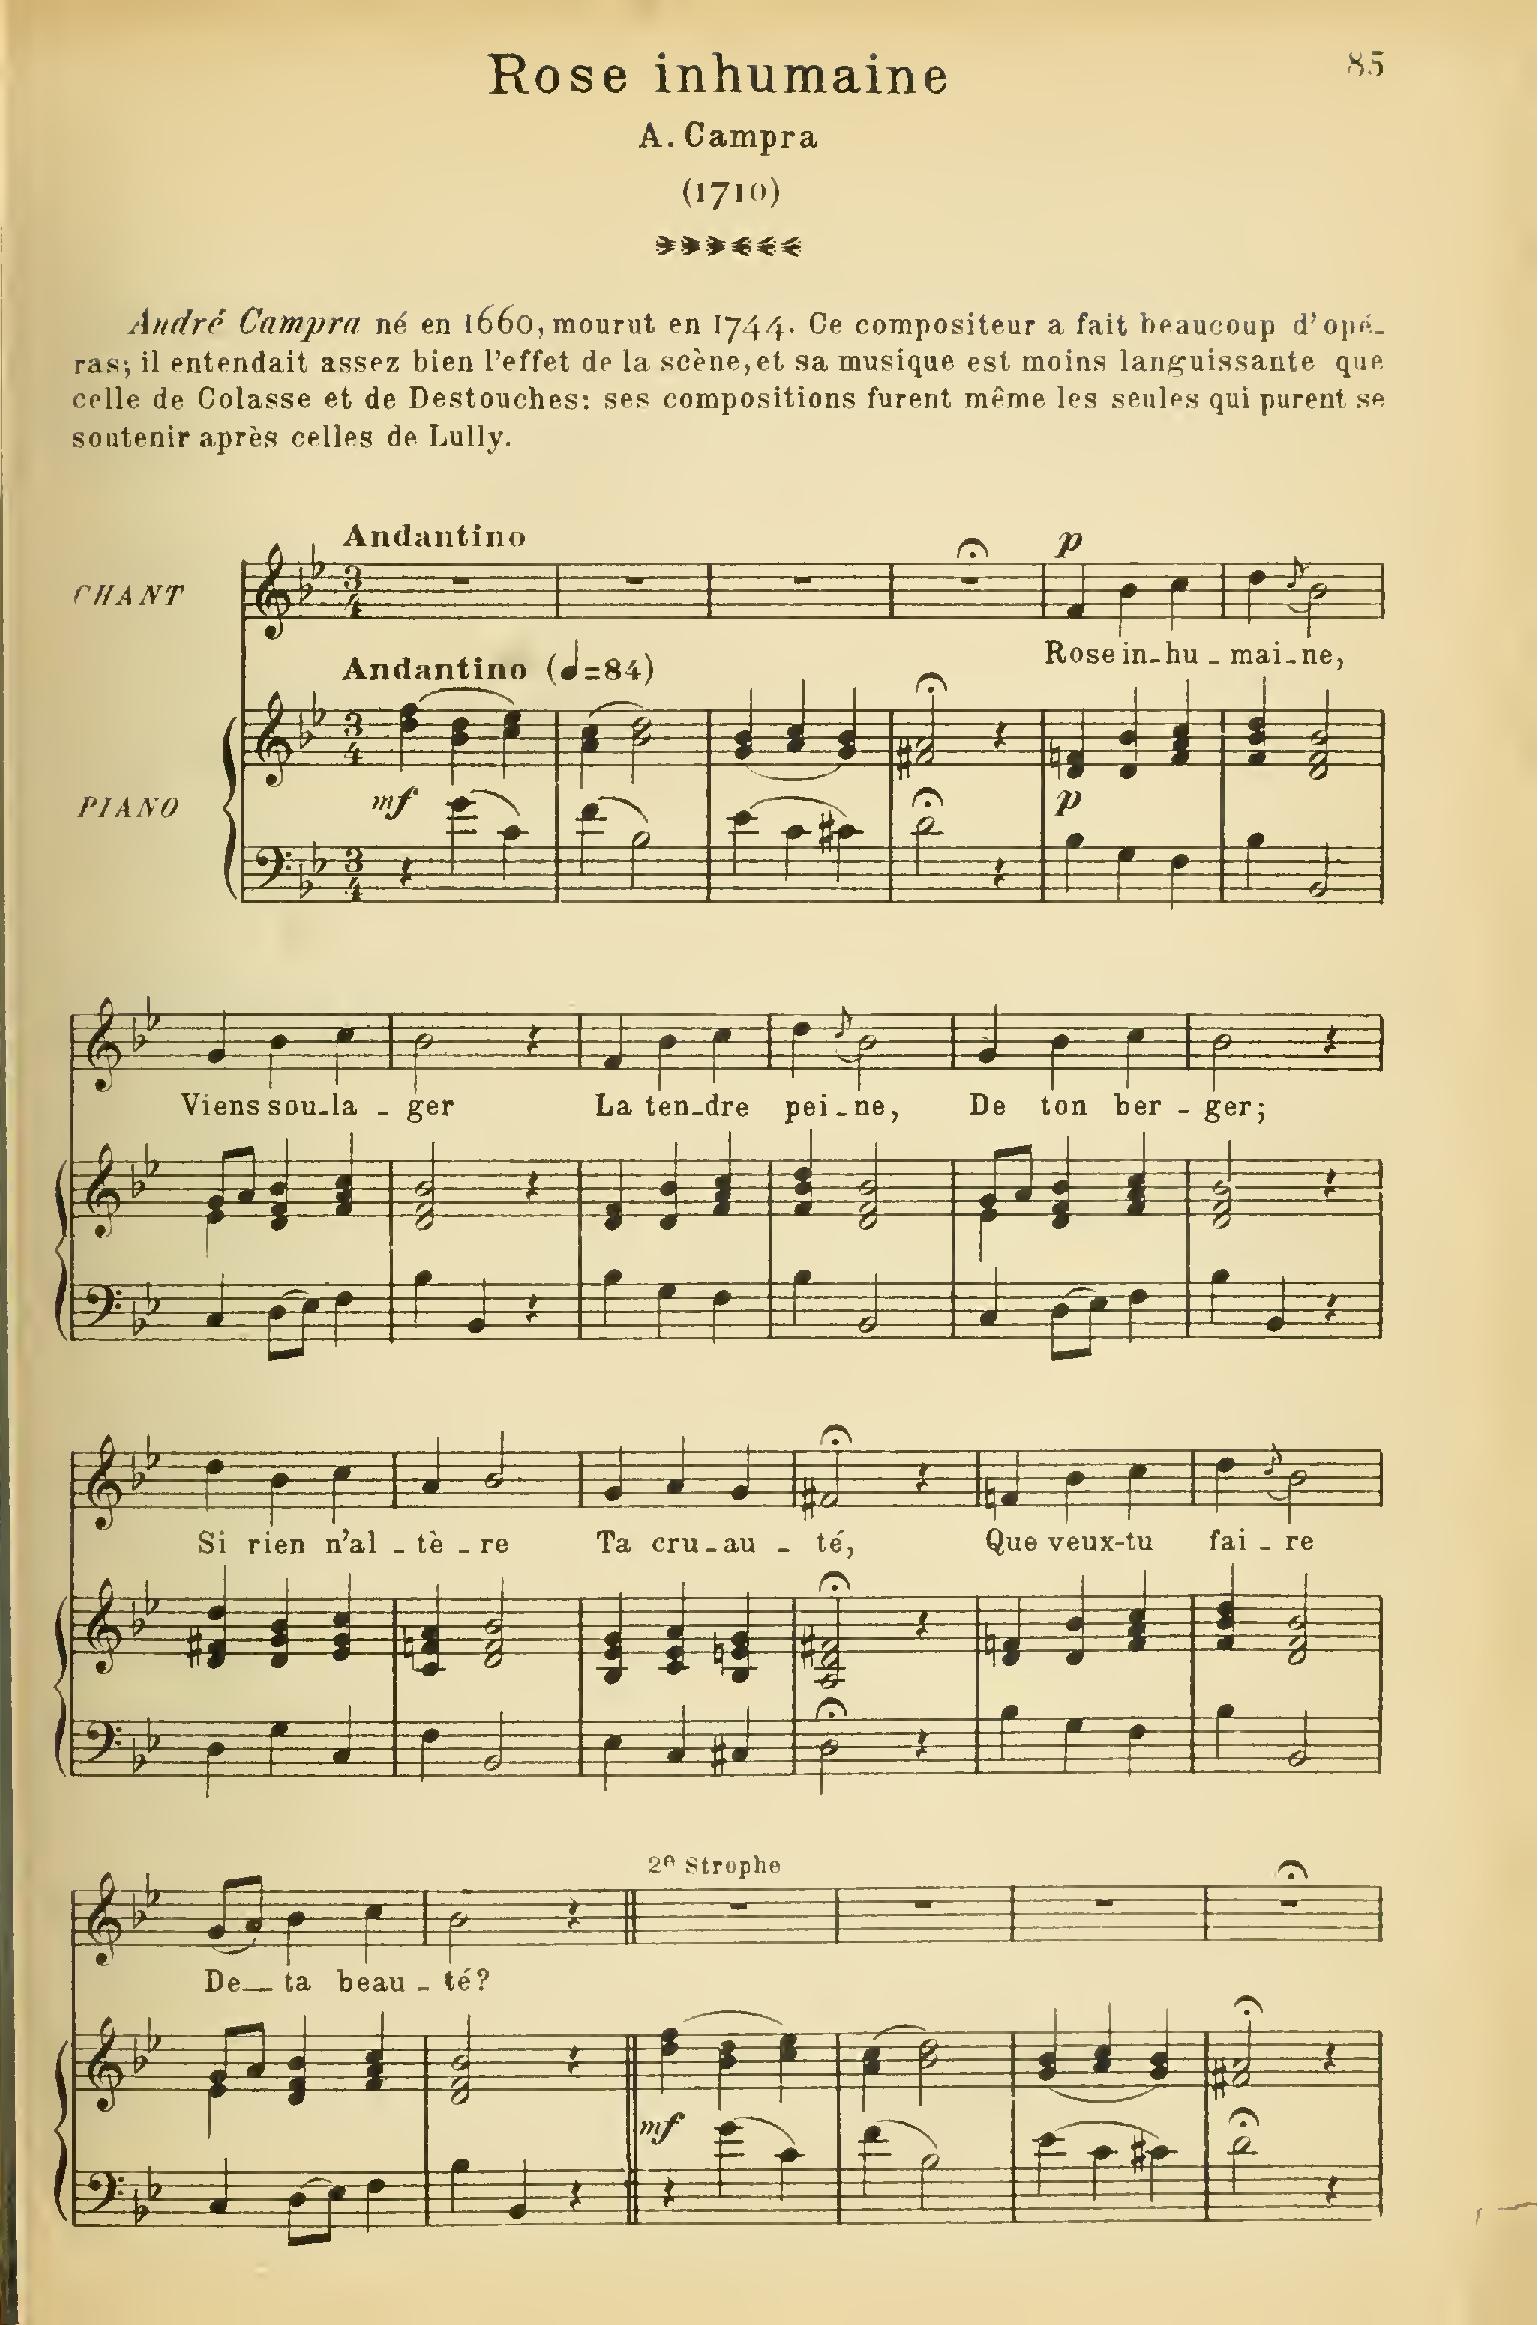 85
Rose inhumaine
A. Campra
(1710)
André Campra né en 1660, mourut en 1744. Ce compositeur a fait beaucoup d'opé-
ras; il entendait assez bien l'effet de la scène, et sa musique est moins languissante que
celle de Colasse et de Destouches: ses compositions furent même les seules qui purent se
soutenir après celles de Lully.
Andantino
CHANT
p
Rose in-hu-mai-ne,
Andantino (♩=84)
PIANO
mf
p
Viens sou-la-ger La ten-dre pei-ne, De ton ber-ger;
Si rien n'al-tè-re Ta cru-au-té, Que veux-tu fai-re
2e Strophe
De ta beau-té?
mf